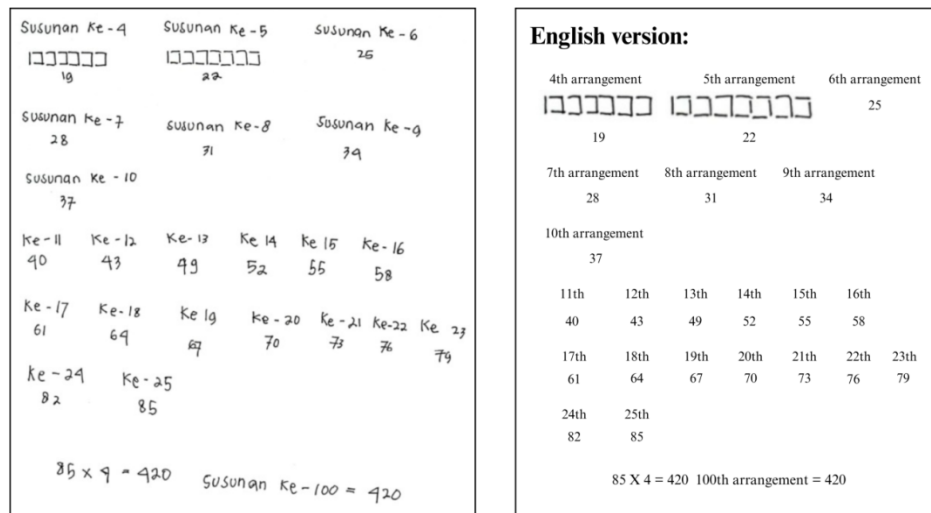 Susunan Ke-4 Susunan Ke-5 Susunan Ke-6
19 22 25
Susunan Ke-7 Susunan Ke-8 Susunan Ke-9
28 31 34
Susunan Ke-10
37
Ke-11 Ke-12 Ke-13 Ke 14 Ke 15 Ke-16
40 43 49 52 55 58
Ke-17 Ke-18 Ke 19 Ke-20 Ke-21 Ke-22 Ke 23
61 64 67 70 73 76 79
Ke-24 Ke-25
82 85
85 x 4 = 420 Susunan Ke-100 = 420
English version:
4th arrangement 5th arrangement 6th arrangement
25
19 22
7th arrangement 8th arrangement 9th arrangement
28 31 34
10th arrangement
37
11th 12th 13th 14th 15th 16th
40 43 49 52 55 58
17th 18th 19th 20th 21th 22th 23th
61 64 67 70 73 76 79
24th 25th
82 85
85 X 4 = 420 100th arrangement = 420